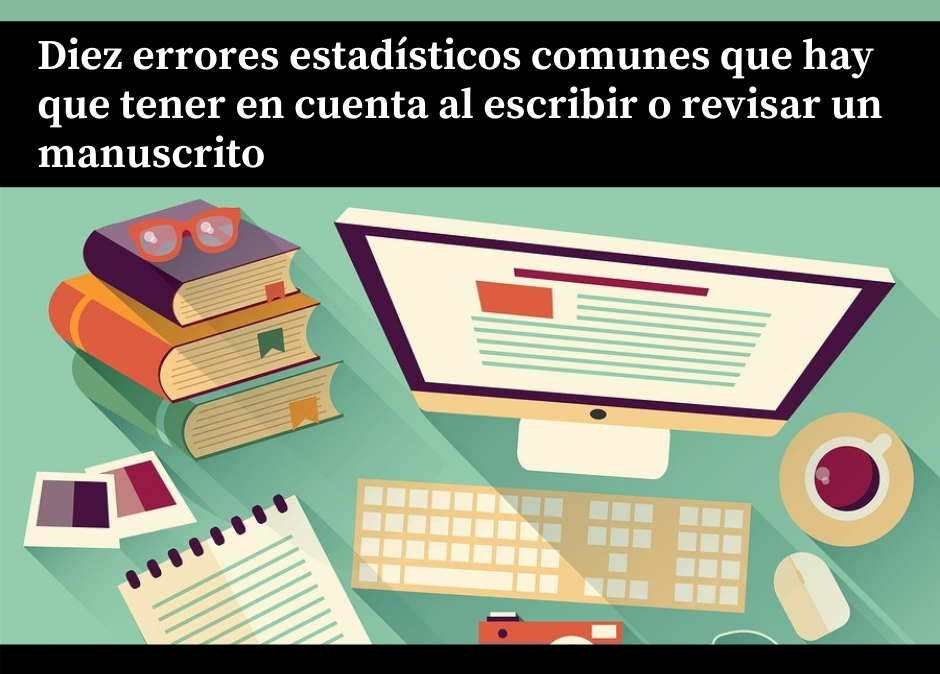 Diez errores estadísticos comunes que hay
que tener en cuenta al escribir o revisar un
manuscrito